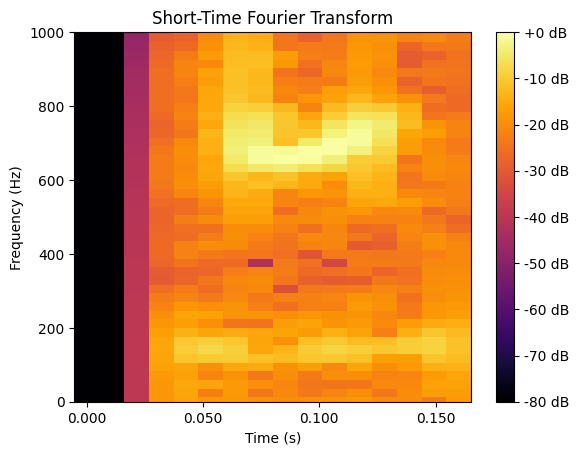 Short-Time Fourier Transform
Frequency (Hz)
1000
800
600
400
200
0
0.000
0.050
0.100
0.150
Time (s)
+0 dB
-10 dB
-20 dB
-30 dB
-40 dB
-50 dB
-60 dB
-70 dB
-80 dB